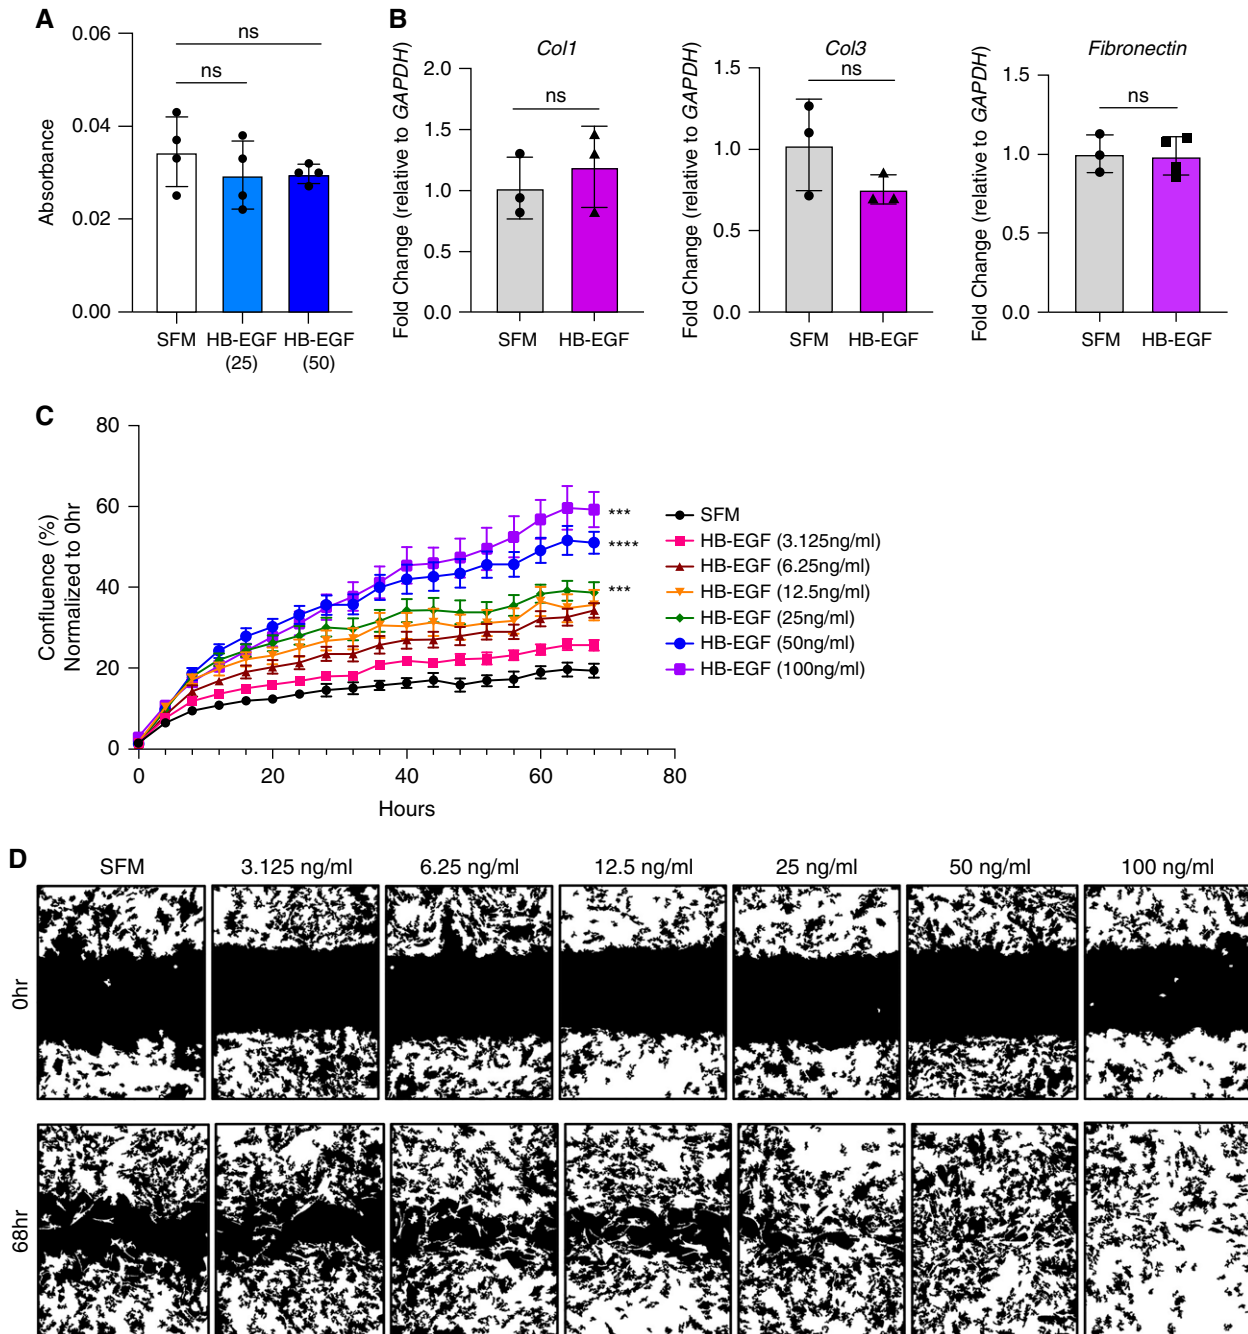 A
0.06
0.04
0.02
0.00
Absorbance
ns
ns
SFM
HB-EGF
(25)
HB-EGF
(50)
B
Col1
Fold Change (relative to GAPDH)
2.0
1.5
1.0
0.5
0.0
ns
SFM
HB-EGF
Col3
Fold Change (relative to GAPDH)
1.5
1.0
0.5
0.0
ns
SFM
HB-EGF
Fibronectin
Fold Change (relative to GAPDH)
1.5
1.0
0.5
0.0
ns
SFM
HB-EGF
C
Confluence (%)
Normalized to 0hr
80
60
40
20
0
0
20
40
60
80
Hours
***
****
***
SFM
HB-EGF (3.125ng/ml)
HB-EGF (6.25ng/ml)
HB-EGF (12.5ng/ml)
HB-EGF (25ng/ml)
HB-EGF (50ng/ml)
HB-EGF (100ng/ml)
D
SFM
3.125 ng/ml
6.25 ng/ml
12.5 ng/ml
25 ng/ml
50 ng/ml
100 ng/ml
0hr
68hr